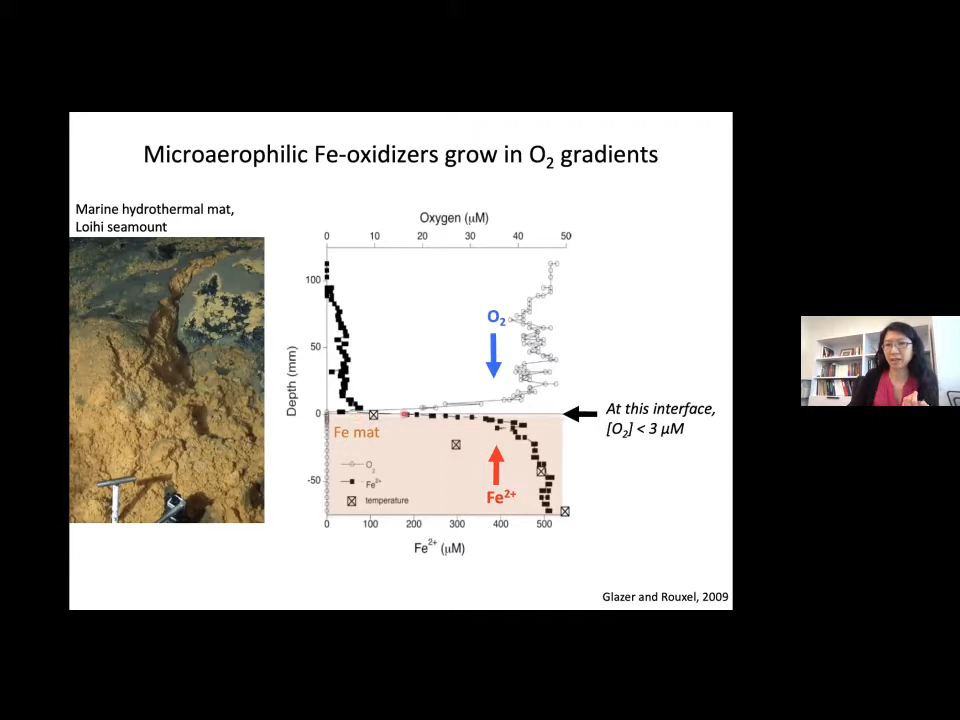 Microaerophilic Fe-oxidizers grow in O₂ gradients
Marine hydrothermal mat,
Loihi seamount
Oxygen (μM)
0 10 20 30 40 50
100
50
0
-50
Depth (mm)
O₂
At this interface,
[O₂] < 3 μM
Fe mat
O₂
Fe²⁺
temperature
Fe²⁺
0 100 200 300 400 500
Fe²⁺ (μM)
Glazer and Rouxel, 2009